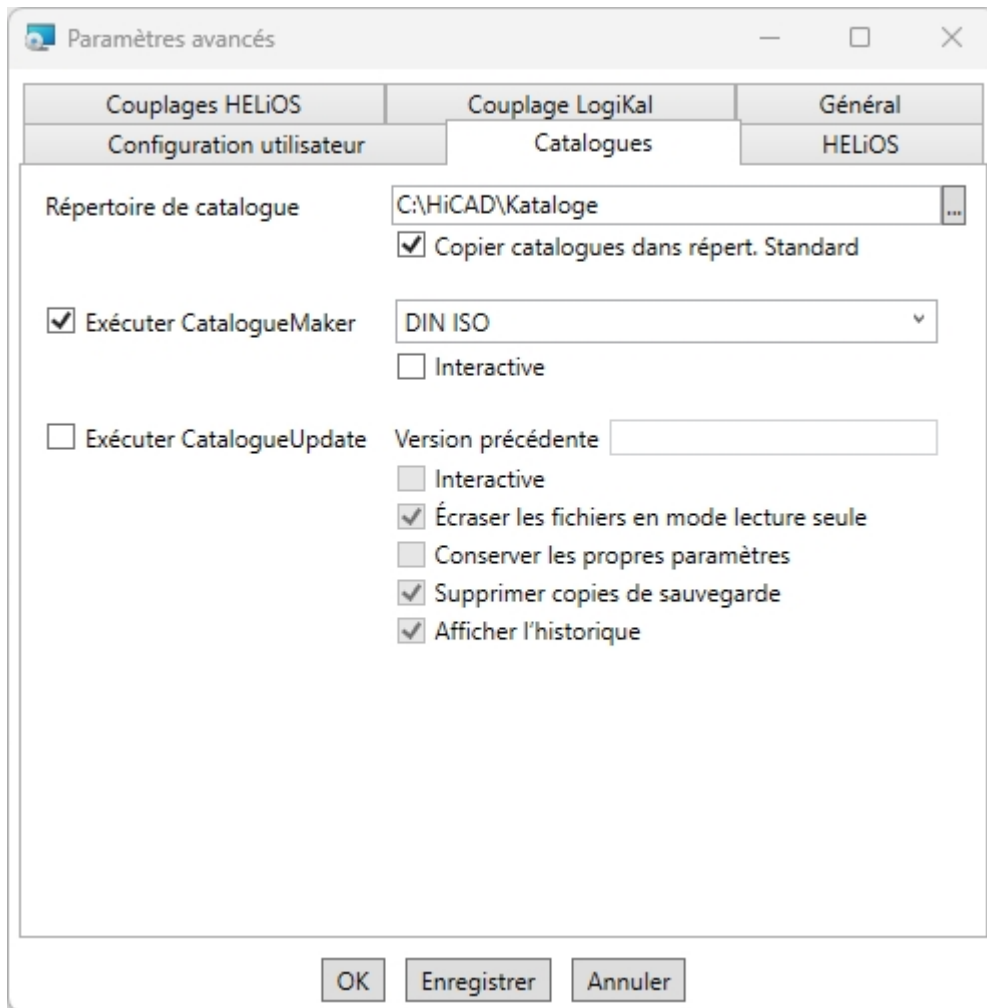 Paramètres avancés
Couplages HELiOS Couplage LogiKal Général
Configuration utilisateur Catalogues HELiOS
Répertoire de catalogue C:\HiCAD\Kataloge ...
Copier catalogues dans répert. Standard
Exécuter CatalogueMaker DIN ISO
Interactive
Exécuter CatalogueUpdate Version précédente
Interactive
Écraser les fichiers en mode lecture seule
Conserver les propres paramètres
Supprimer copies de sauvegarde
Afficher l'historique
OK Enregistrer Annuler